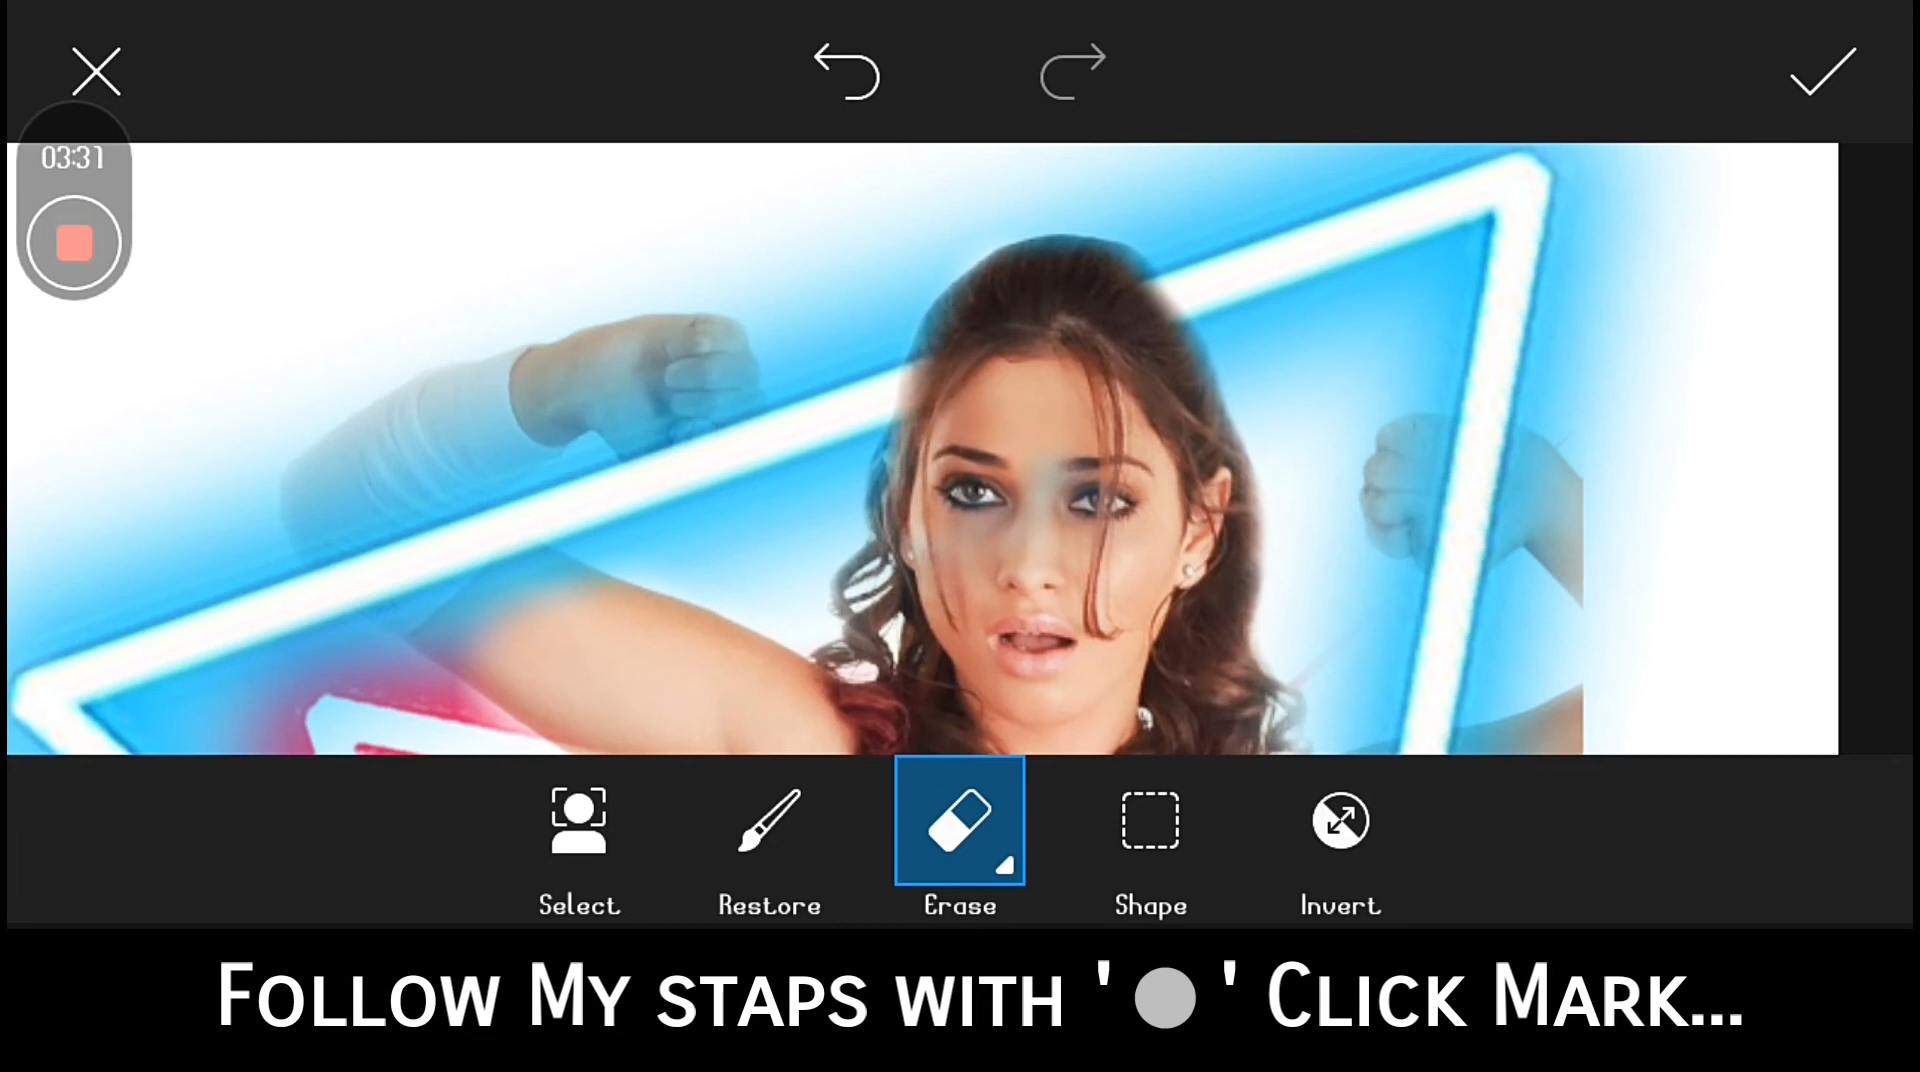 03:31
Select Restore Erase Shape Invert
Follow My staps with '⚪' Click Mark...